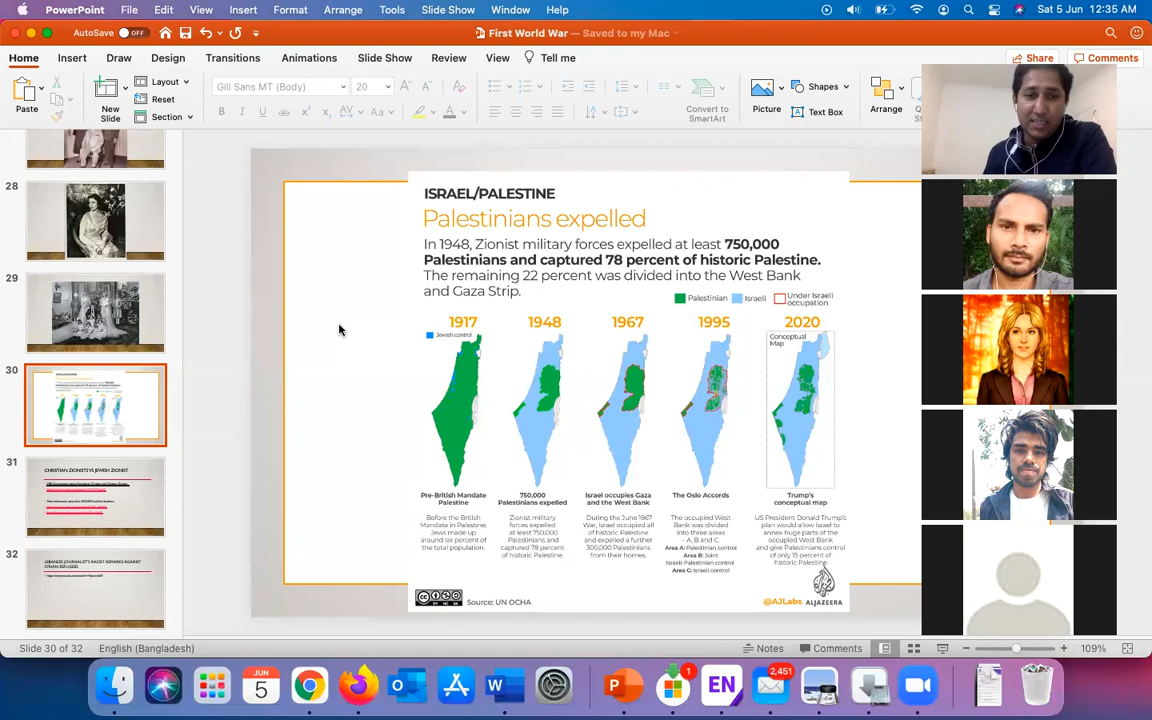 PowerPoint File Edit View Insert Format Arrange Tools Slide Show Window Help
Sat 5 Jun 12:35 AM
AutoSave OFF
First World War — Saved to my Mac
Home Insert Draw Design Transitions Animations Slide Show Review View Tell me
Share Comments
Paste
New
Slide
Layout
Reset
Section
Gill Sans MT (Body) 20
Convert to
SmartArt
Picture
Shapes
Text Box
Arrange
28
29
30
31
CHRISTIAN ZIONISTS VS JEWISH ZIONIST
32
LEBANESE JOURNALIST'S RACIST REMARKS AGAINST
SYRIAN REFUGEES
ISRAEL/PALESTINE
Palestinians expelled
In 1948, Zionist military forces expelled at least 750,000
Palestinians and captured 78 percent of historic Palestine.
The remaining 22 percent was divided into the West Bank
and Gaza Strip.
Palestinian Israeli Under Israeli
occupation
1917 1948 1967 1995 2020
Jewish control
Conceptual
Map
Pre-British Mandate
Palestine
Before the British
Mandate in Palestine,
Jews made up
around six percent of
the total population.
750,000
Palestinians expelled
Zionist military
forces expelled
at least 750,000
Palestinians and
captured 78 percent
of historic Palestine.
Israel occupies Gaza
and the West Bank
During the June 1967
War, Israel occupied all
of historic Palestine
and expelled a further
300,000 Palestinians
from their homes.
The Oslo Accords
The occupied West
Bank was divided
into three areas
– A, B and C.
Area A: Palestinian control
Area B: Joint
Israeli-Palestinian control
Area C: Israeli control
Trump's
conceptual map
US President Donald Trump's
plan would allow Israel to
annex huge parts of the
occupied West Bank
and give Palestinians control
of only 15 percent of
historic Palestine.
Source: UN OCHA
@AJLabs ALJAZEERA
Slide 30 of 32 English (Bangladesh)
Notes Comments 109%
JUN
5
W
P
1
EN
2,451